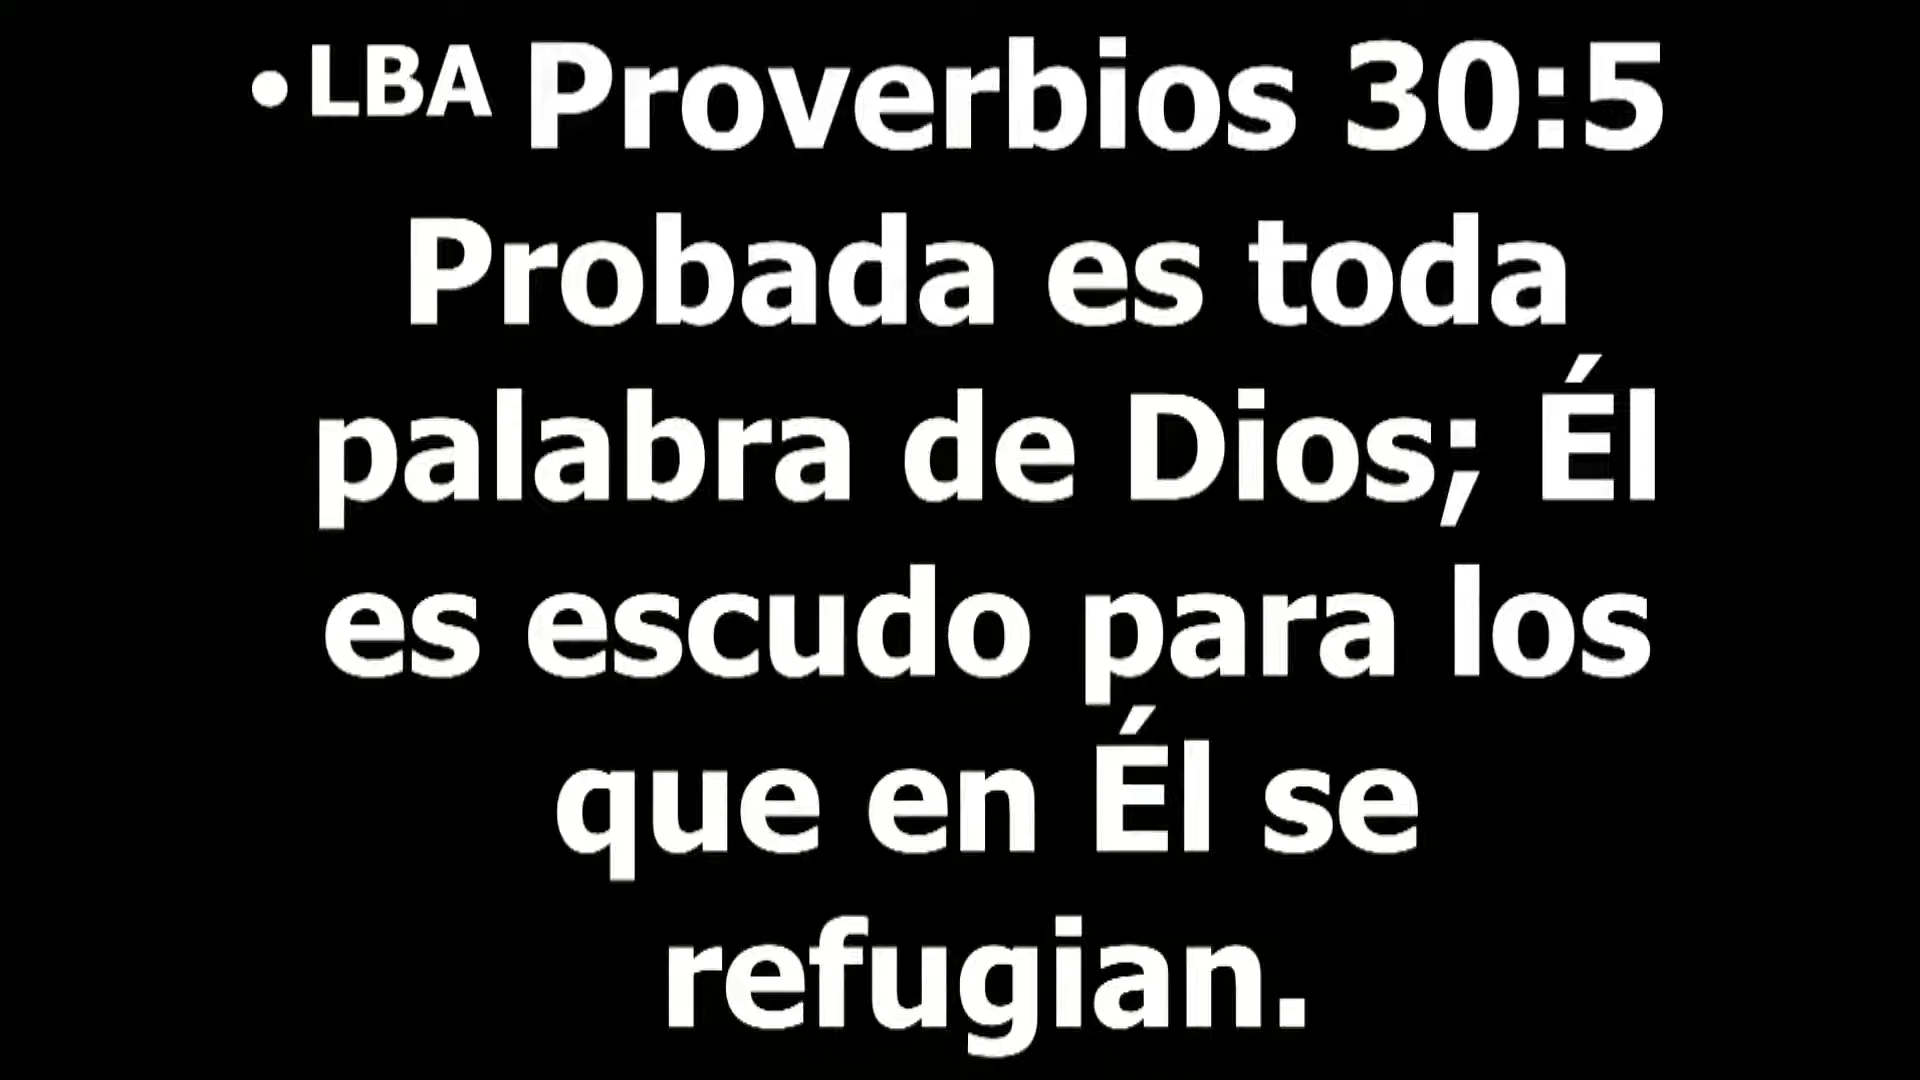 •LBA Proverbios 30:5
Probada es toda
palabra de Dios; Él
es escudo para los
que en Él se
refugian.